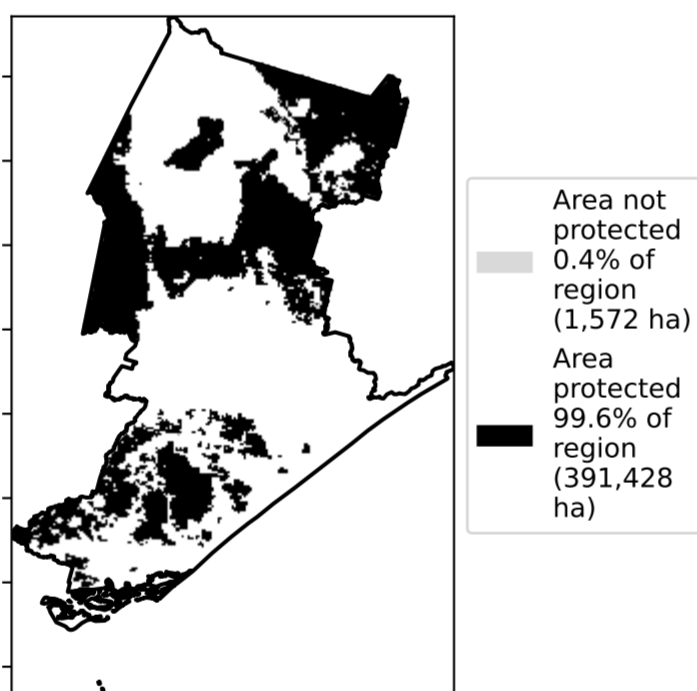 Area not
protected
0.4% of
region
(1,572 ha)
Area
protected
99.6% of
region
(391,428
ha)